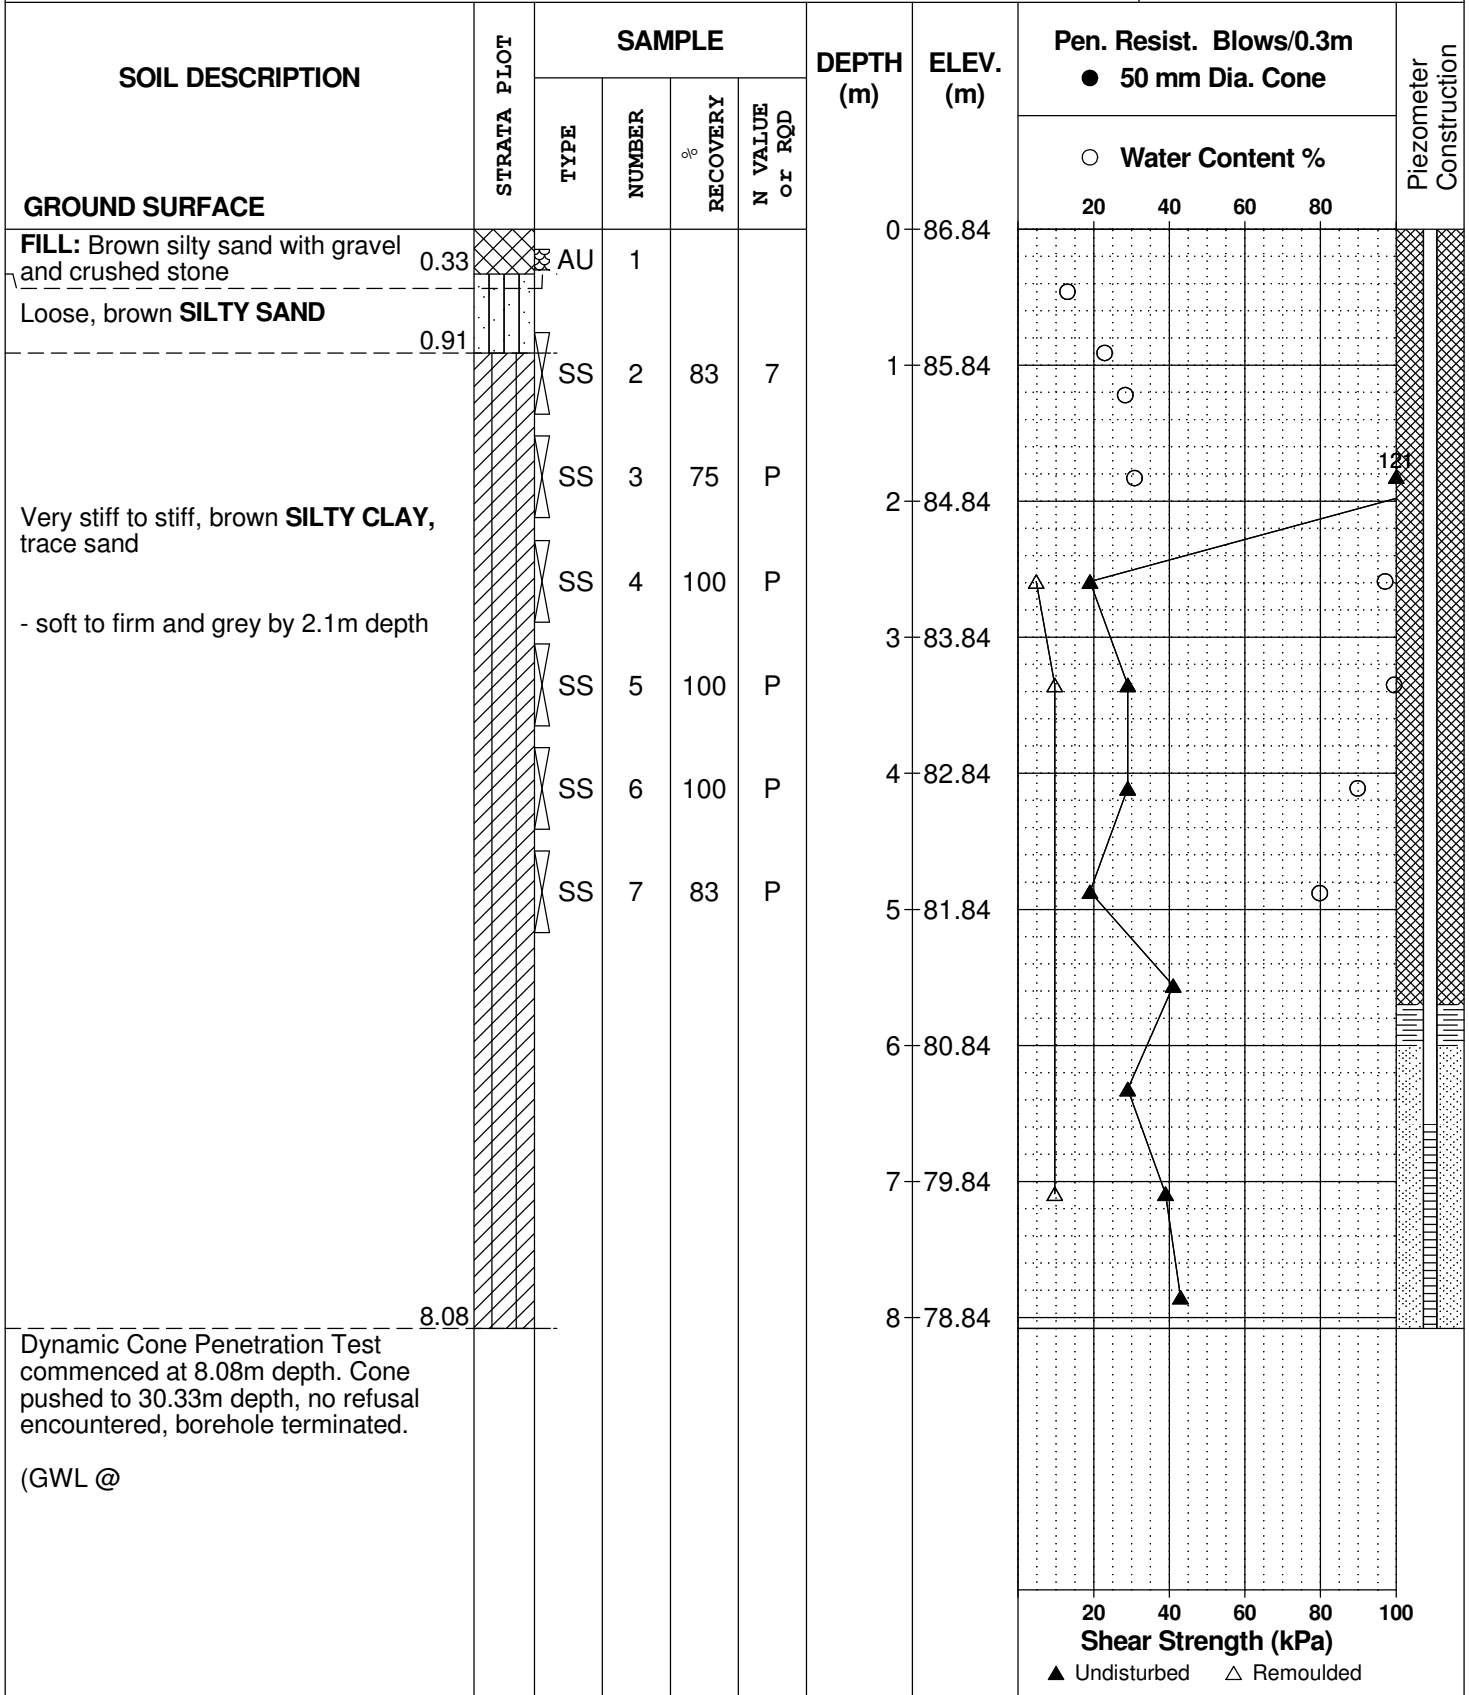 SOIL DESCRIPTION
GROUND SURFACE
STRATA PLOT
SAMPLE
TYPE
NUMBER
% RECOVERY
N VALUE or RQD
DEPTH
(m)
ELEV.
(m)
Pen. Resist. Blows/0.3m
● 50 mm Dia. Cone
○ Water Content %
20 40 60 80
Piezometer
Construction
FILL: Brown silty sand with gravel
and crushed stone
0.33
Loose, brown SILTY SAND
0.91
Very stiff to stiff, brown SILTY CLAY,
trace sand
- soft to firm and grey by 2.1m depth
8.08
Dynamic Cone Penetration Test
commenced at 8.08m depth. Cone
pushed to 30.33m depth, no refusal
encountered, borehole terminated.
(GWL @
AU 1
SS 2 83 7
SS 3 75 P
SS 4 100 P
SS 5 100 P
SS 6 100 P
SS 7 83 P
0 86.84
1 85.84
2 84.84
3 83.84
4 82.84
5 81.84
6 80.84
7 79.84
8 78.84
121
20 40 60 80 100
Shear Strength (kPa)
▲ Undisturbed △ Remoulded